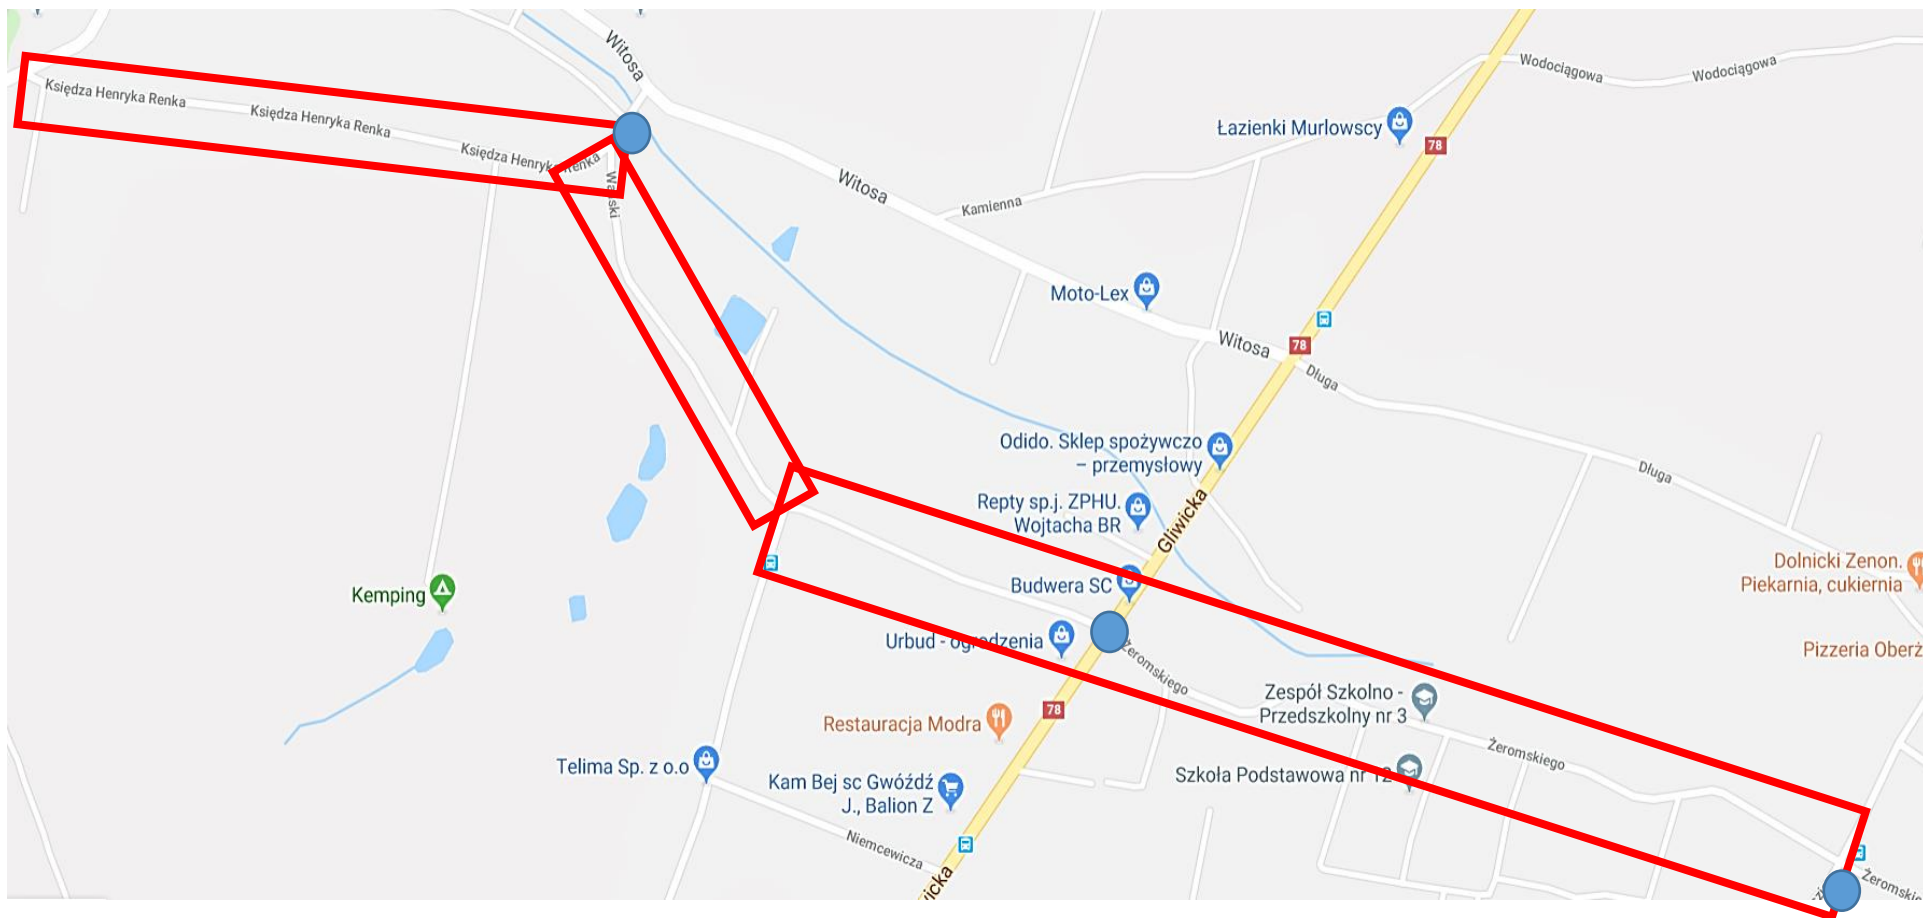 Witosa
Wodociągowa
Wodociągowa
Księdza Henryka Renka
Księdza Henryka Renka
Księdza Henryka Renka
Łazienki Murlowscy
78
Witosa
Kamienna
Moto-Lex
Witosa
78
Długa
Odido. Sklep spożywczo
– przemysłowy
Długa
Repty sp.j. ZPHU.
Wojtacha BR
Gliwicka
Dolnicki Zenon.
Piekarnia, cukiernia
Budwera SC
Kemping
Urbud - ogrodzenia
Żeromskiego
Pizzeria Oberż
Zespół Szkolno -
Przedszkolny nr 3
78
Restauracja Modra
Żeromskiego
Telima Sp. z o.o
Szkoła Podstawowa nr 12
Kam Bej sc Gwóźdź
J., Balion Z
Niemcewicza
icka
Żeromskie